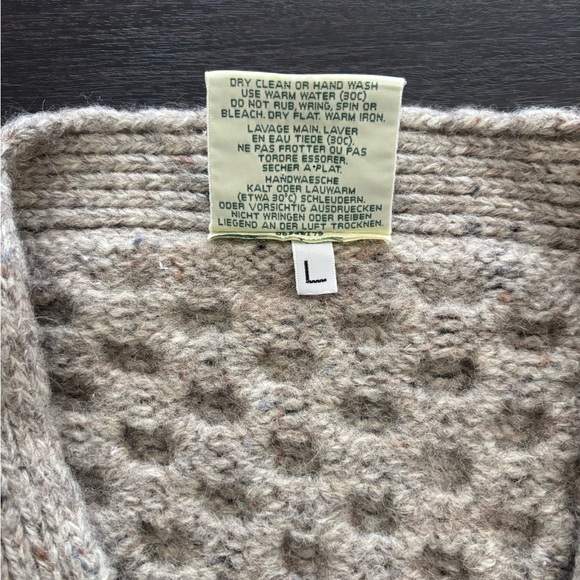 DRY CLEAN OR HAND WASH
USE WARM WATER (30C)
DO NOT RUB, WRING, SPIN OR
BLEACH. DRY FLAT. WARM IRON.
LAVAGE MAIN. LAVER
EN EAU TIEDE (30C).
NE PAS FROTTER OU PAS
TORDRE ESSORER.
SECHER A•PLAT.
HANDWAESCHE
KALT ODER LAUWARM
(ETWA 30°C) SCHLEUDERN.
ODER VORSICHTIG AUSDRUECKEN
NICHT WRINGEN ODER REIBEN
LIEGEND AN DER LUFT TROCKNEN.
L